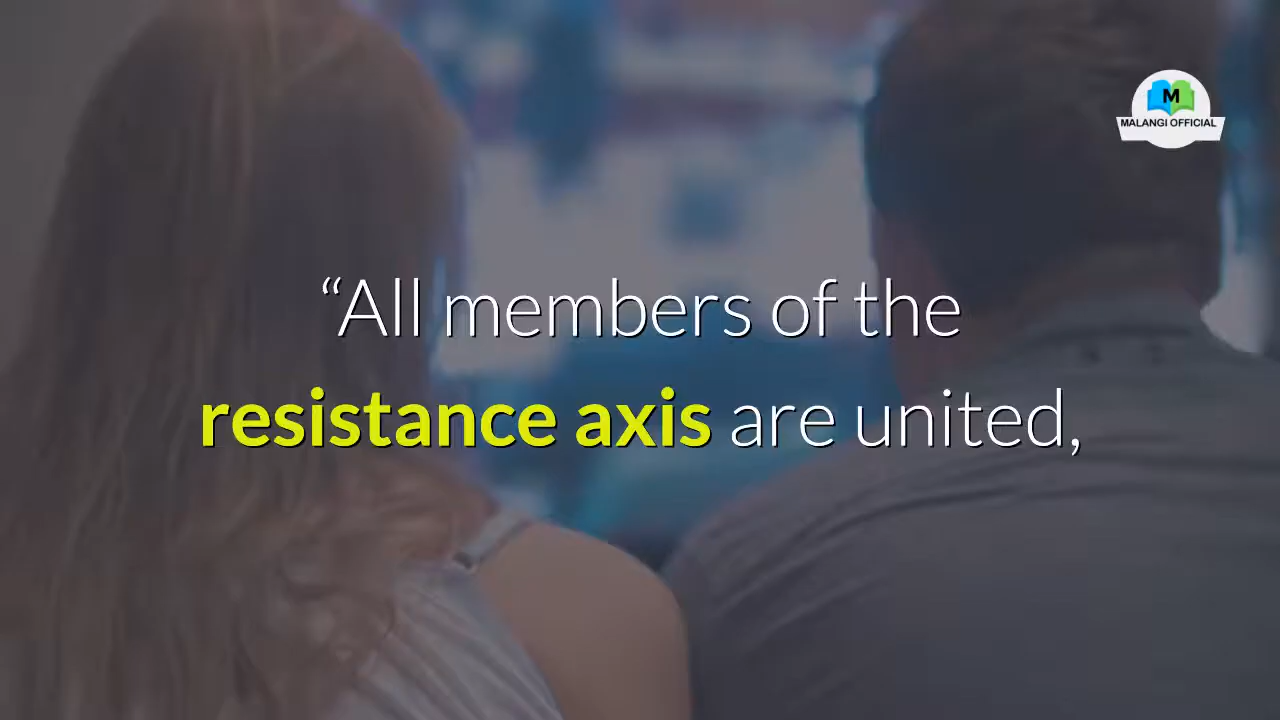 M
MALANGI OFFICIAL
“All members of the
resistance axis are united,